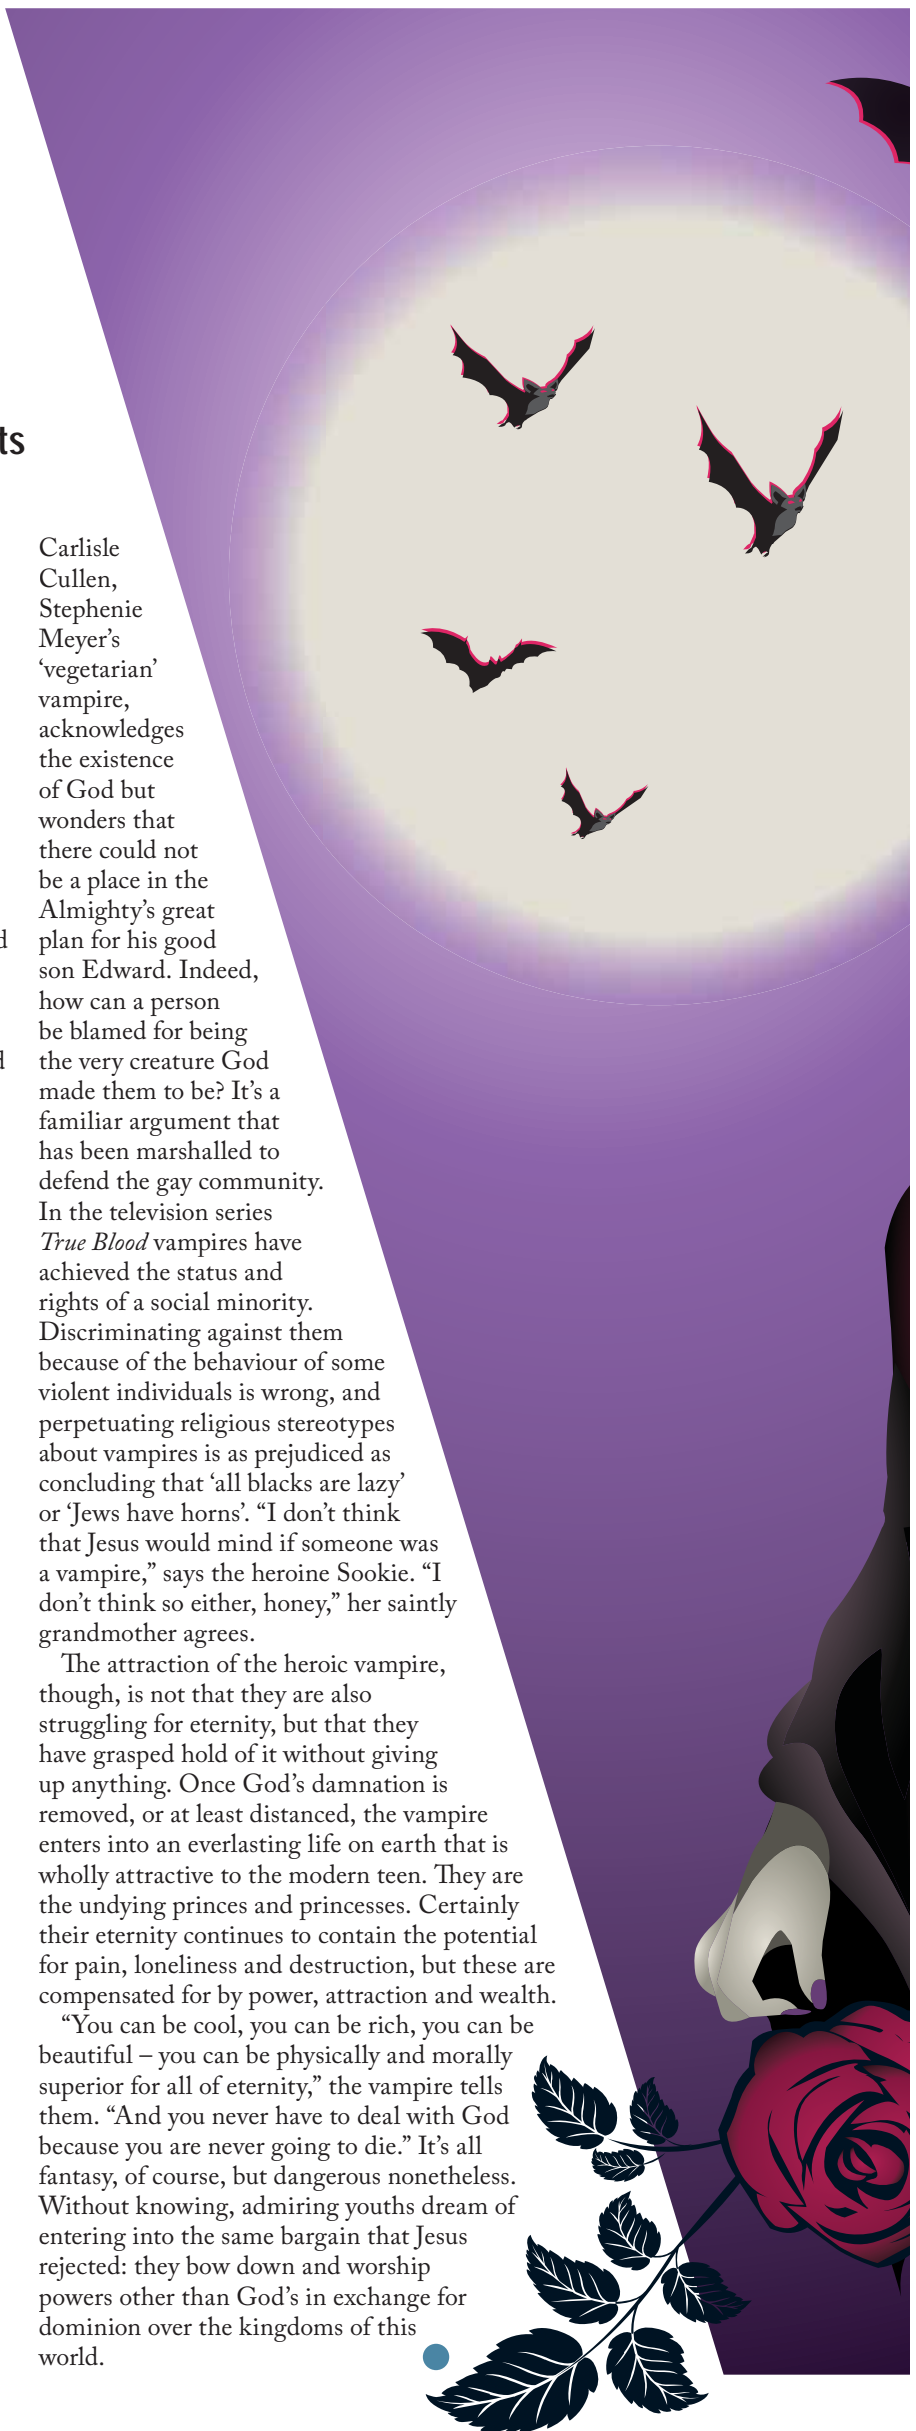 ts
d
d
Carlisle
Cullen,
Stephenie
Meyer’s
‘vegetarian’
vampire,
acknowledges
the existence
of God but
wonders that
there could not
be a place in the
Almighty’s great
plan for his good
son Edward. Indeed,
how can a person
be blamed for being
the very creature God
made them to be? It’s a
familiar argument that
has been marshalled to
defend the gay community.
In the television series
True Blood vampires have
achieved the status and
rights of a social minority.
Discriminating against them
because of the behaviour of some
violent individuals is wrong, and
perpetuating religious stereotypes
about vampires is as prejudiced as
concluding that ‘all blacks are lazy’
or ‘Jews have horns’. “I don’t think
that Jesus would mind if someone was
a vampire,” says the heroine Sookie. “I
don’t think so either, honey,” her saintly
grandmother agrees.
The attraction of the heroic vampire,
though, is not that they are also
struggling for eternity, but that they
have grasped hold of it without giving
up anything. Once God’s damnation is
removed, or at least distanced, the vampire
enters into an everlasting life on earth that is
wholly attractive to the modern teen. They are
the undying princes and princesses. Certainly
their eternity continues to contain the potential
for pain, loneliness and destruction, but these are
compensated for by power, attraction and wealth.
“You can be cool, you can be rich, you can be
beautiful – you can be physically and morally
superior for all of eternity,” the vampire tells
them. “And you never have to deal with God
because you are never going to die.” It’s all
fantasy, of course, but dangerous nonetheless.
Without knowing, admiring youths dream of
entering into the same bargain that Jesus
rejected: they bow down and worship
powers other than God’s in exchange for
dominion over the kingdoms of this
world.